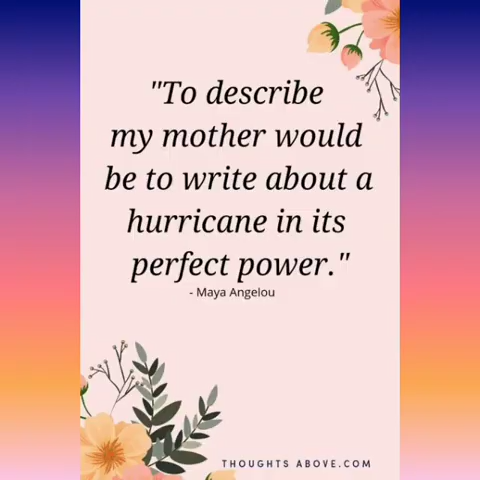 "To describe
my mother would
be to write about a
hurricane in its
perfect power."
- Maya Angelou
THOUGHTS ABOVE.COM